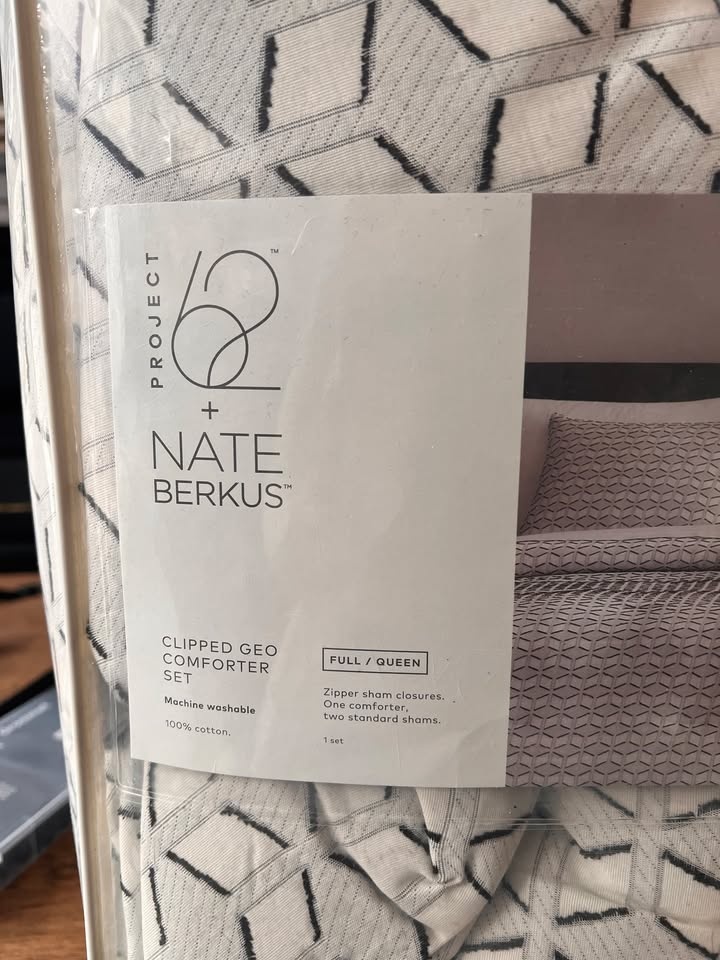 PROJECT
62™
+
NATE
BERKUS™
CLIPPED GEO
COMFORTER
SET
Machine washable
100% cotton.
FULL / QUEEN
Zipper sham closures.
One comforter,
two standard shams.
1 set